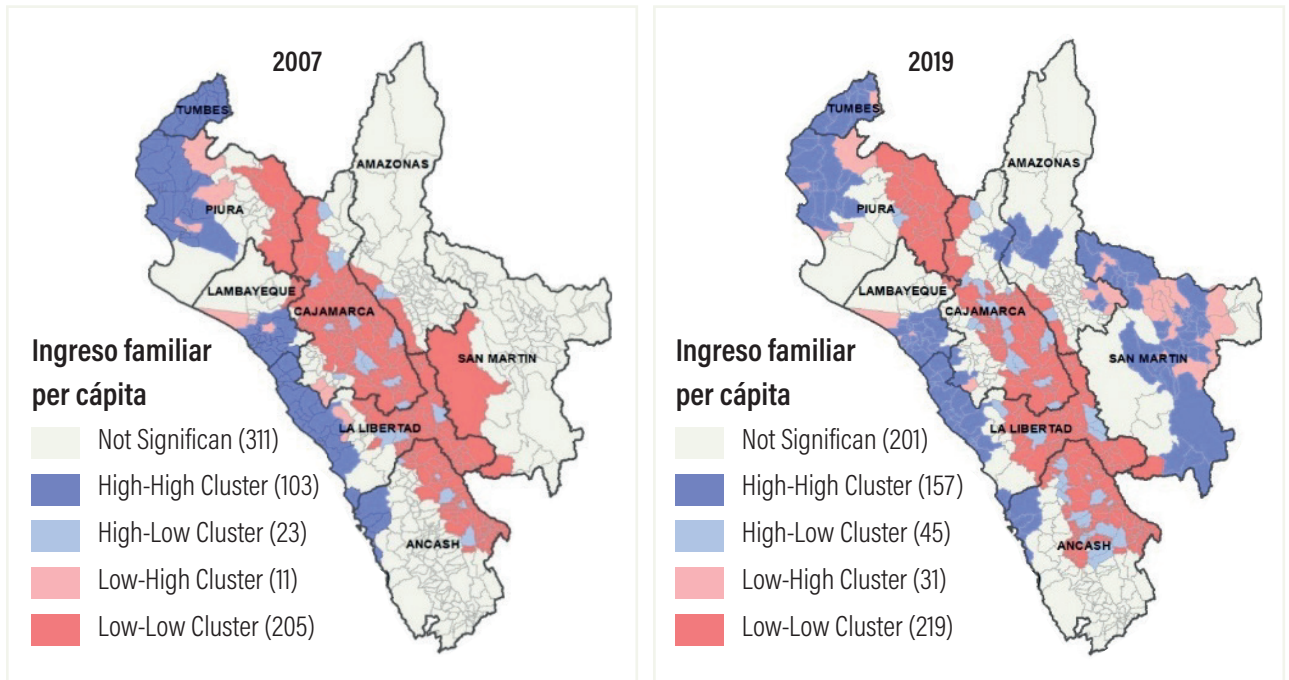 2007
TUMBES
AMAZONAS
PIURA
LAMBAYEQUE
CAJAMARCA
SAN MARTIN
LA LIBERTAD
ANCASH
Ingreso familiar
per cápita
Not Significan (311)
High-High Cluster (103)
High-Low Cluster (23)
Low-High Cluster (11)
Low-Low Cluster (205)
2019
TUMBES
AMAZONAS
PIURA
LAMBAYEQUE
CAJAMARCA
SAN MARTIN
LA LIBERTAD
ANCASH
Ingreso familiar
per cápita
Not Significan (201)
High-High Cluster (157)
High-Low Cluster (45)
Low-High Cluster (31)
Low-Low Cluster (219)